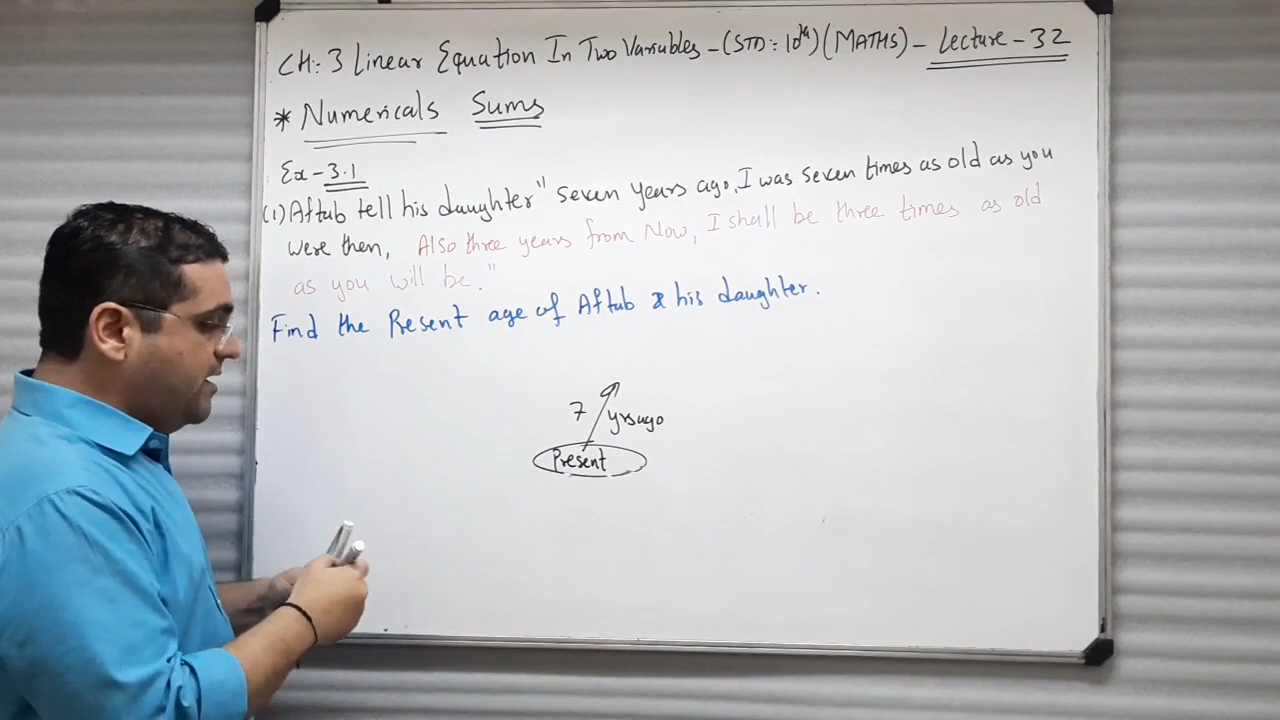 CH: 3 Linear Equation In Two Variables - (STD: 10th) (MATHS) - Lecture - 32
* Numericals Sums
Ex - 3.1
(1) Aftub tell his daughter " Seven years ago, I was seven times as old as you
were then, Also three years from Now, I shall be three times as old
as you will be."
Find the Present age of Aftub & his daughter.
7 yrs ago
Present